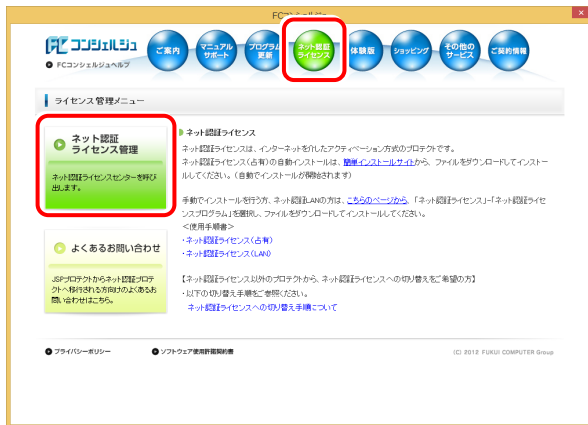 FCコンシェルジュ
FCコンシェルジュ
FCコンシェルジュヘルプ
ご案内
マニュアル
サポート
プログラム
更新
ネット認証
ライセンス
体験版
ショッピング
その他の
サービス
ご契約情報
ライセンス管理メニュー
ネット認証
ライセンス管理
ネット認証ライセンスセンターを呼び
出します。
よくあるお問い合わせ
JSPプロテクトからネット認証プロテ
クトへ移行される方向けのよくあるお
問い合わせはこちら。
ネット認証ライセンス
ネット認証ライセンスは、インターネットを介したアクティベーション方式のプロテクトです。
ネット認証ライセンス(占有)の自動インストールは、簡単インストールサイトから、ファイルをダウンロードしてインストー
ルしてください。(自動でインストールが開始されます)
手動でインストールを行う方、ネット認証LANの方は、こちらのページから、「ネット認証ライセンス」-「ネット認証ライセ
ンスプログラム」を選択し、ファイルをダウンロードしてインストールしてください。
<使用手順書>
・ネット認証ライセンス(占有)
・ネット認証ライセンス(LAN)
【ネット認証ライセンス以外のプロテクトから、ネット認証ライセンスへの切り替えをご希望の方】
・以下の切り替え手順をご参照ください。
ネット認証ライセンスへの切り替え手順について
プライバシーポリシー
ソフトウェア使用許諾契約書
(C) 2012 FUKUI COMPUTER Group